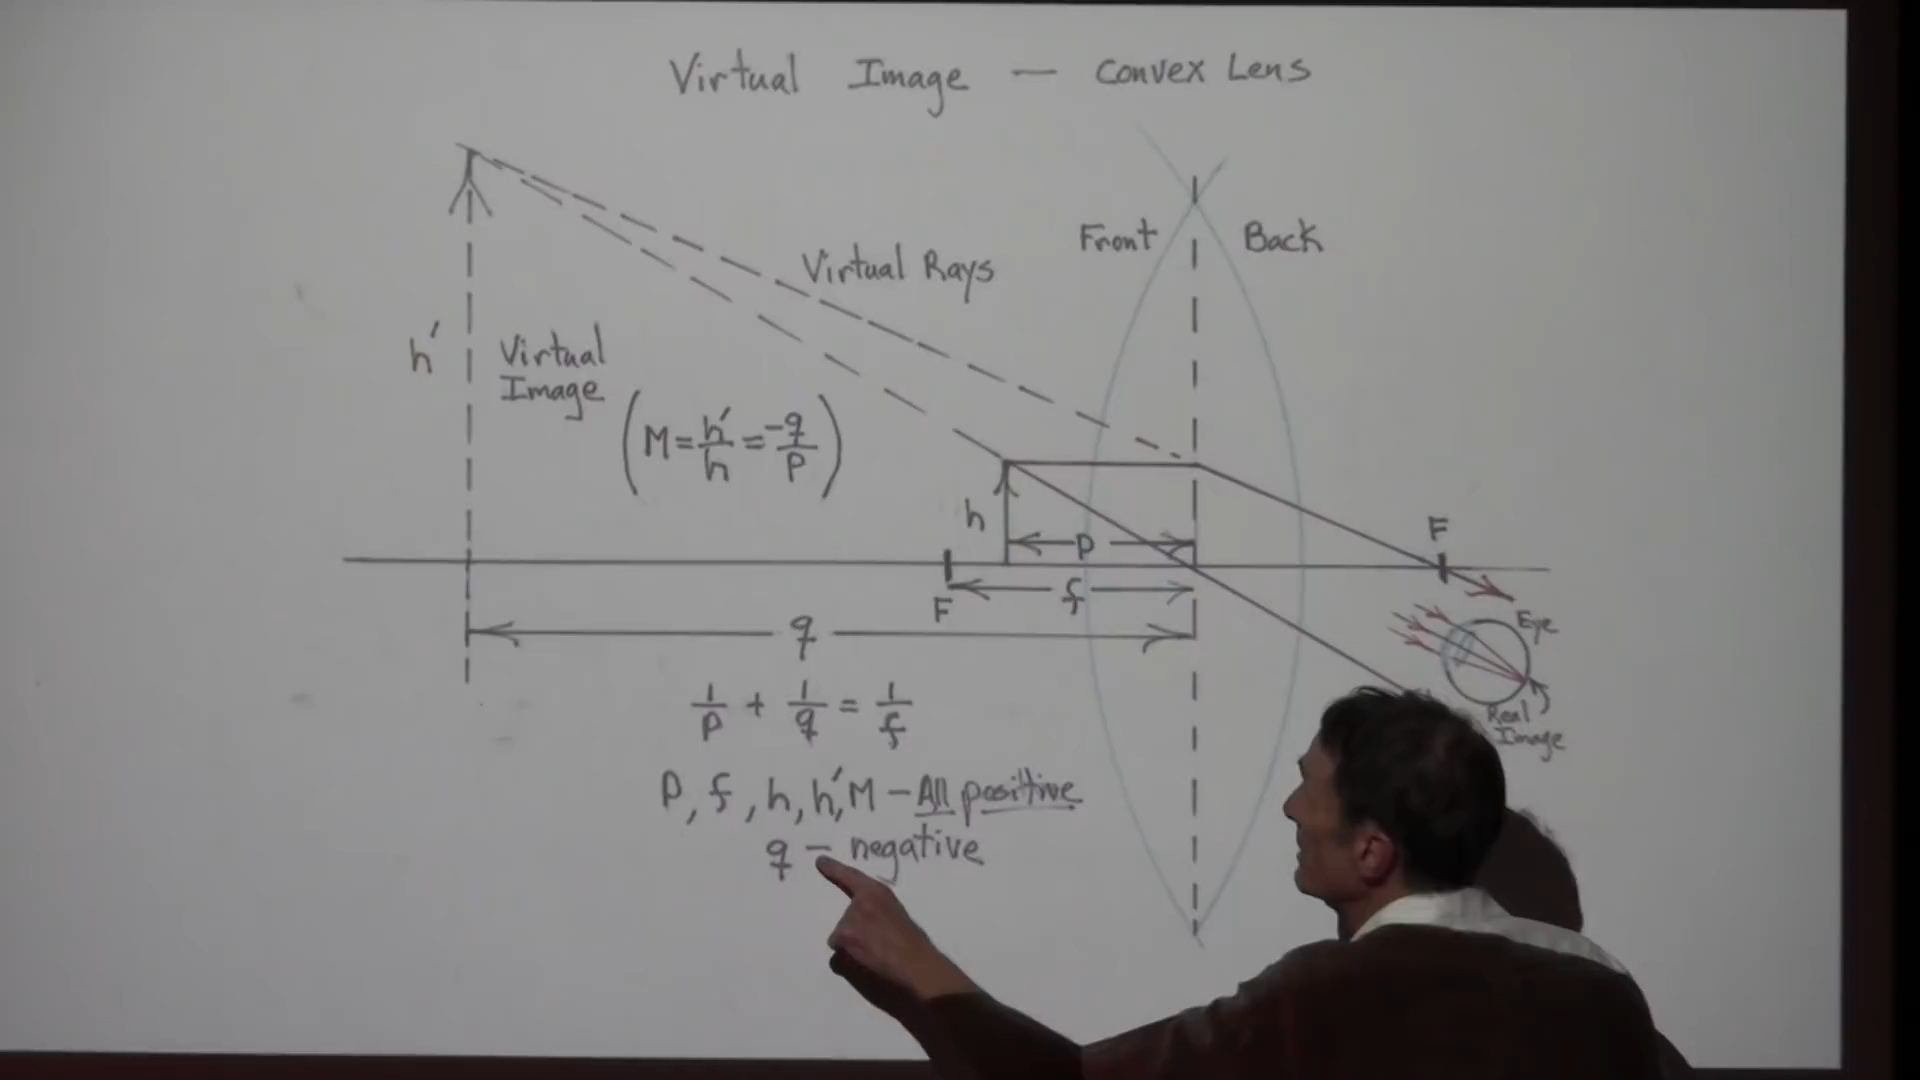 Virtual Image — Convex Lens
Front Back
Virtual Rays
h′
Virtual
Image
(M = h′/h = -q/p)
h
p
F
F
f
q
Eye
Real
Image
1/p + 1/q = 1/f
P, f, h, h′, M – All positive
q – negative